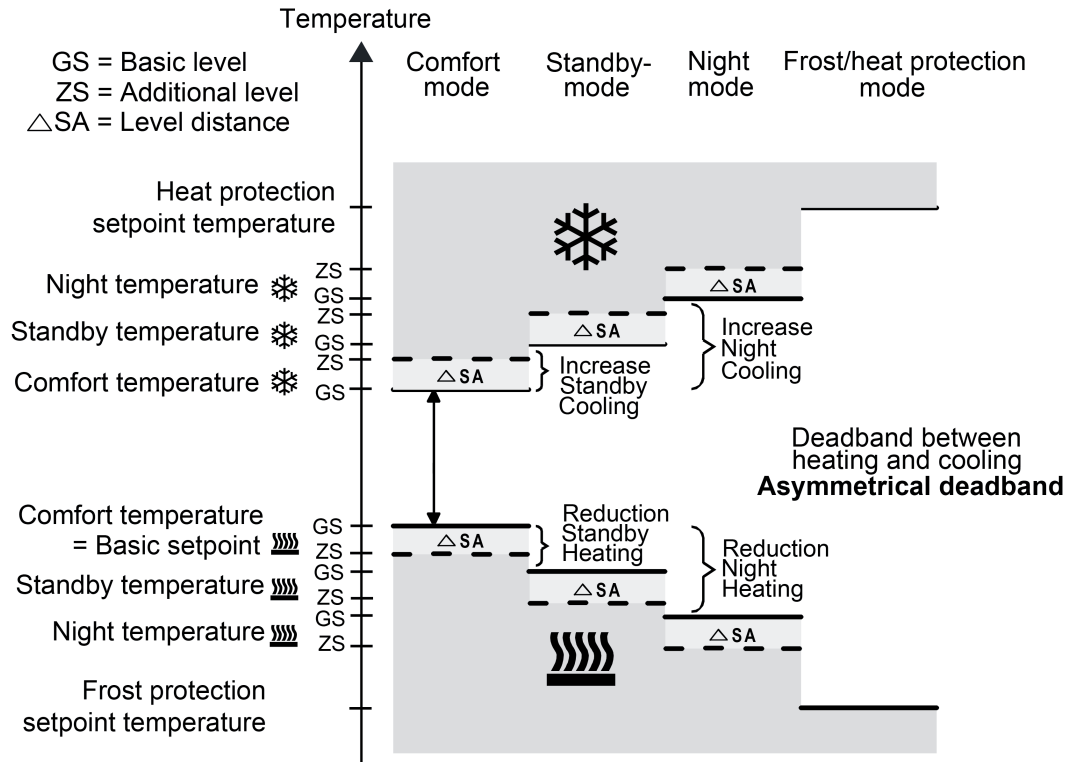 Temperature
GS = Basic level
ZS = Additional level
△SA = Level distance
Comfort
mode
Standby-
mode
Night
mode
Frost/heat protection
mode
Heat protection
setpoint temperature
Night temperature
Standby temperature
Comfort temperature
ZS
GS
ZS
GS
ZS
GS
△SA
△SA
△SA
Increase
Standby
Cooling
Increase
Night
Cooling
Deadband between
heating and cooling
Asymmetrical deadband
Comfort temperature
= Basic setpoint
Standby temperature
Night temperature
GS
ZS
GS
ZS
GS
ZS
△SA
△SA
△SA
Reduction
Standby
Heating
Reduction
Night
Heating
Frost protection
setpoint temperature